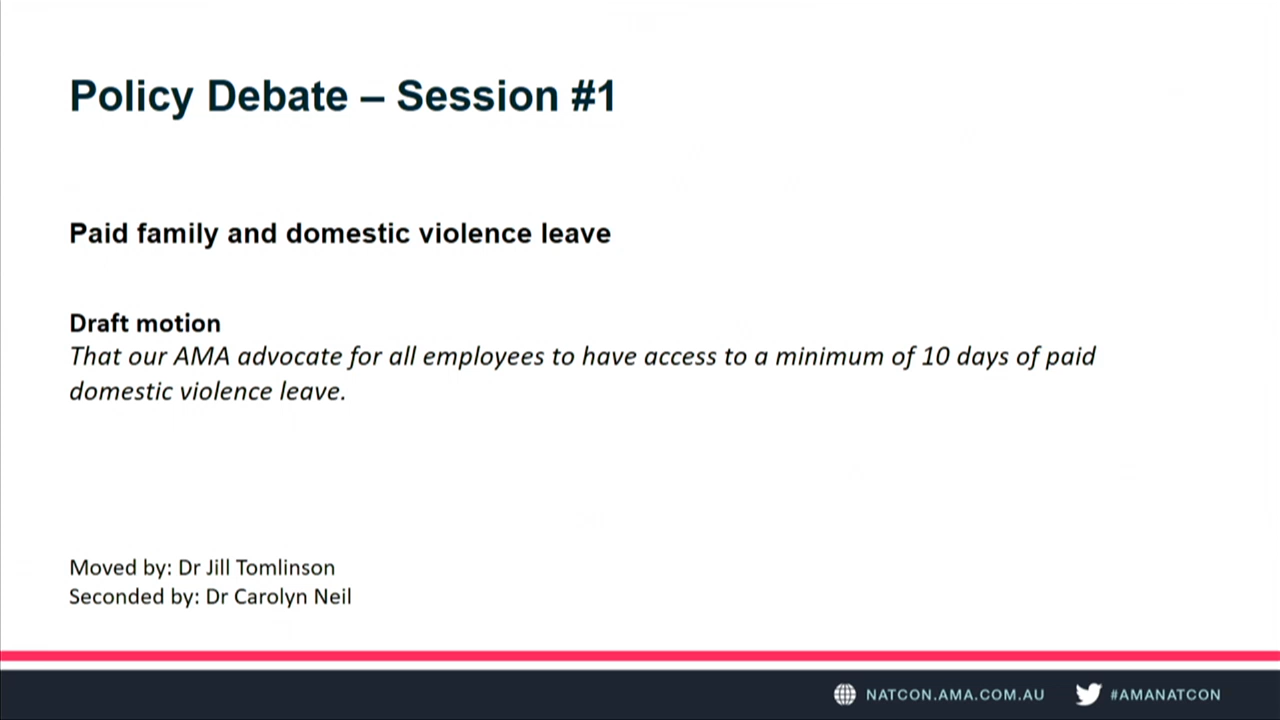 Policy Debate – Session #1
Paid family and domestic violence leave
Draft motion
That our AMA advocate for all employees to have access to a minimum of 10 days of paid
domestic violence leave.
Moved by: Dr Jill Tomlinson
Seconded by: Dr Carolyn Neil
NATCON.AMA.COM.AU #AMANATCON